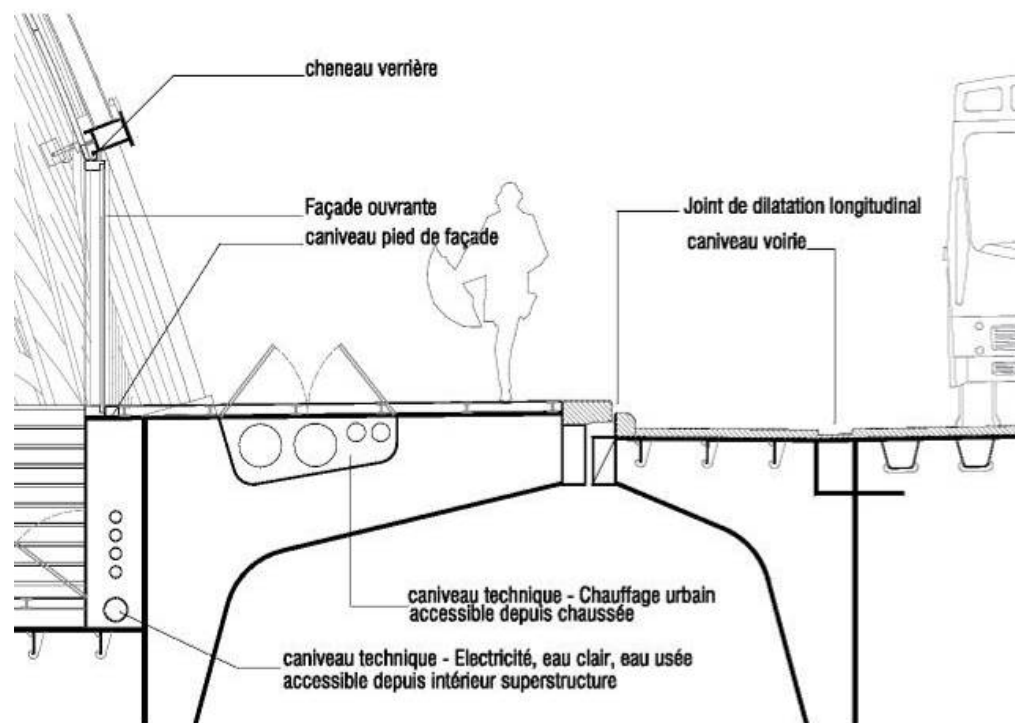 cheneau verrière
Façade ouvrante
caniveau pied de façade
Joint de dilatation longitudinal
caniveau voirie
caniveau technique - Chauffage urbain
accessible depuis chaussée
caniveau technique - Electricité, eau clair, eau usée
accessible depuis intérieur superstructure